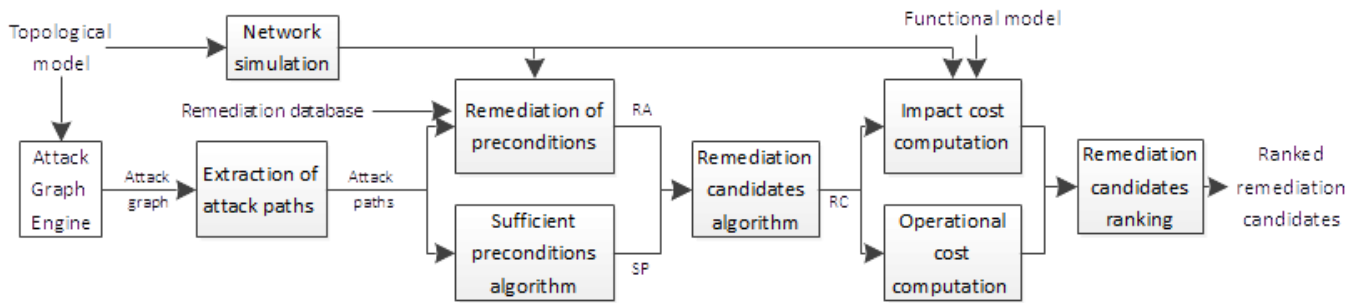 Topological
model
Network
simulation
Functional model
Remediation database
Remediation of
preconditions
RA
Impact cost
computation
Attack
Graph
Engine
Attack
graph
Extraction of
attack paths
Attack
paths
Remediation
candidates
algorithm
RC
Remediation
candidates
ranking
Ranked
remediation
candidates
Sufficient
preconditions
algorithm
SP
Operational
cost
computation